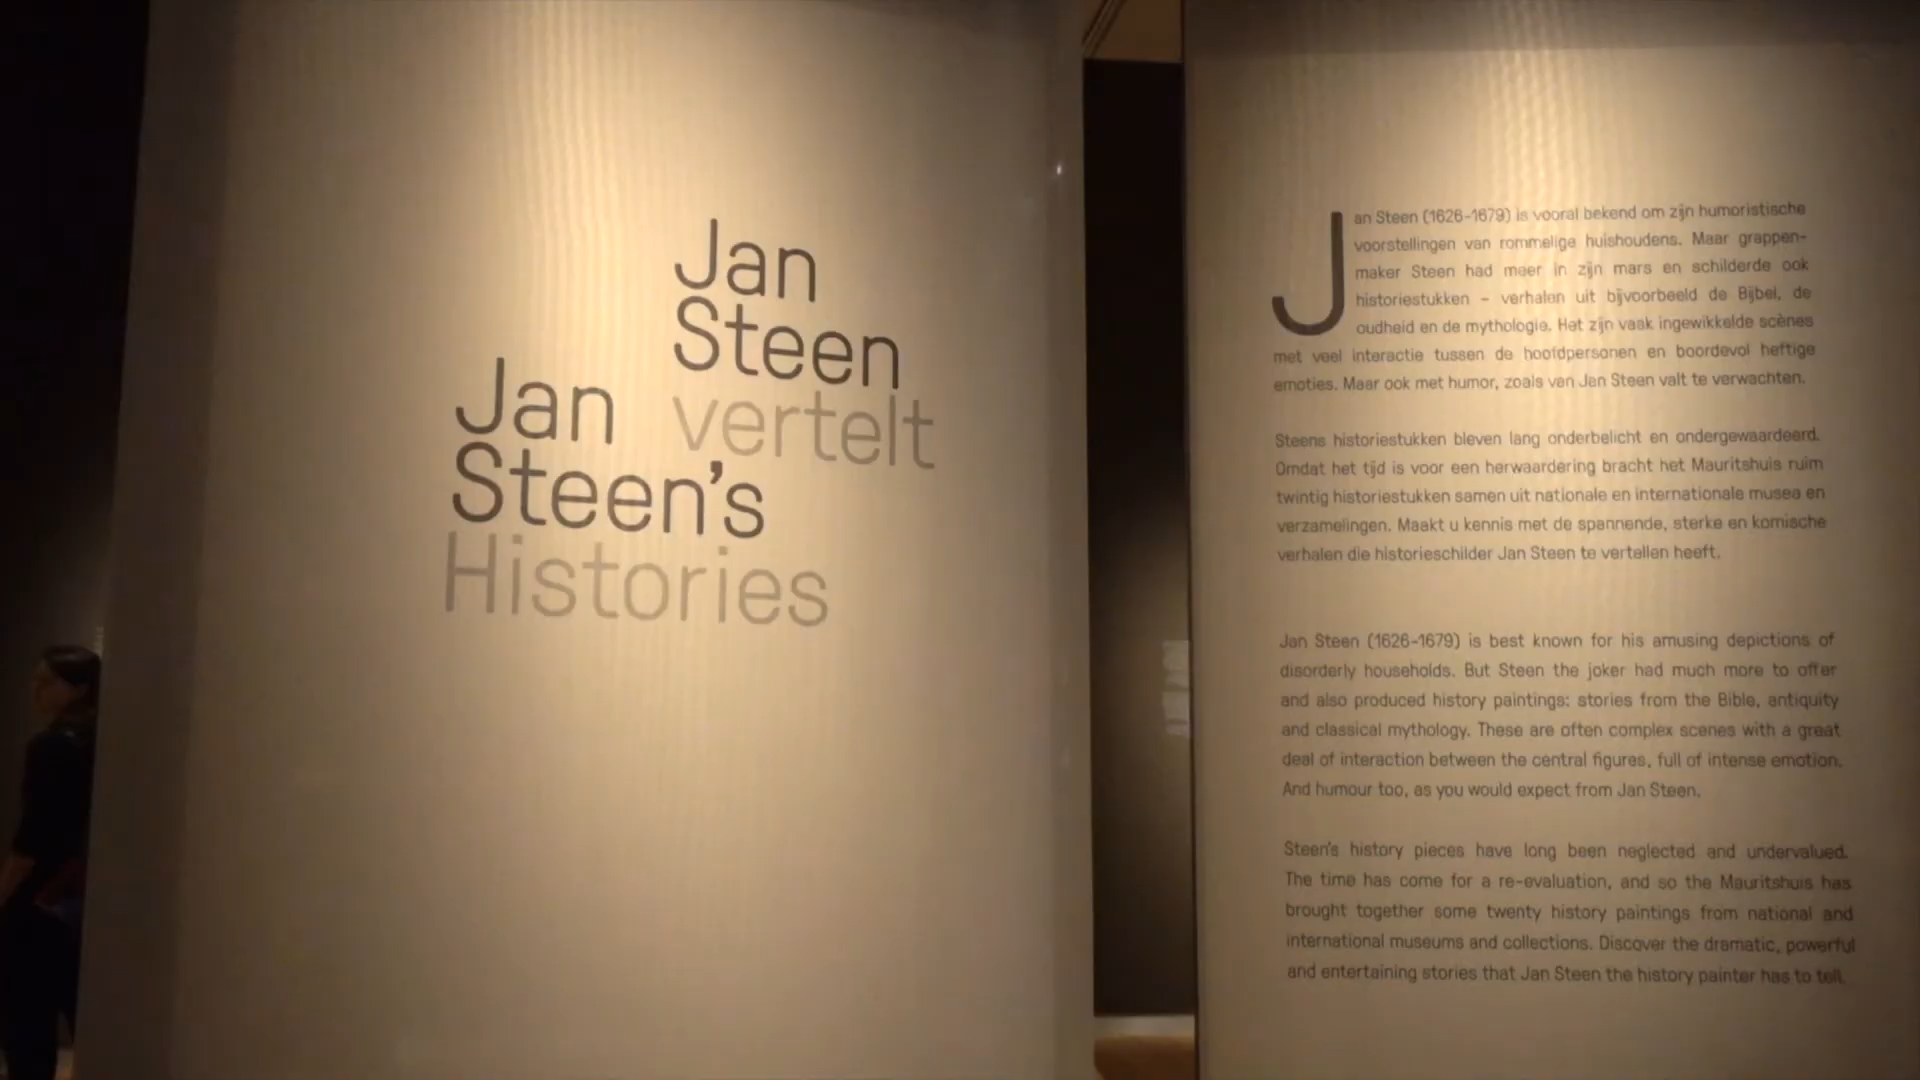 Jan
Steen
vertelt
Jan
Steen's
Histories
Jan Steen (1626-1679) is vooral bekend om zijn humoristische
voorstellingen van rommelige huishoudens. Maar grappen-
maker Steen had meer in zijn mars en schilderde ook
historiestukken – verhalen uit bijvoorbeeld de Bijbel, de
oudheid en de mythologie. Het zijn vaak ingewikkelde scènes
met veel interactie tussen de hoofdpersonen en boordevol heftige
emoties. Maar ook met humor, zoals van Jan Steen valt te verwachten.
Steens historiestukken bleven lang onderbelicht en ondergewaardeerd.
Omdat het tijd is voor een herwaardering bracht het Mauritshuis ruim
twintig historiestukken samen uit nationale en internationale musea en
verzamelingen. Maakt u kennis met de spannende, sterke en komische
verhalen die historieschilder Jan Steen te vertellen heeft.
Jan Steen (1626-1679) is best known for his amusing depictions of
disorderly households. But Steen the joker had much more to offer
and also produced history paintings: stories from the Bible, antiquity
and classical mythology. These are often complex scenes with a great
deal of interaction between the central figures, full of intense emotion.
And humour too, as you would expect from Jan Steen.
Steen's history pieces have long been neglected and undervalued.
The time has come for a re-evaluation, and so the Mauritshuis has
brought together some twenty history paintings from national and
international museums and collections. Discover the dramatic, powerful
and entertaining stories that Jan Steen the history painter has to tell.